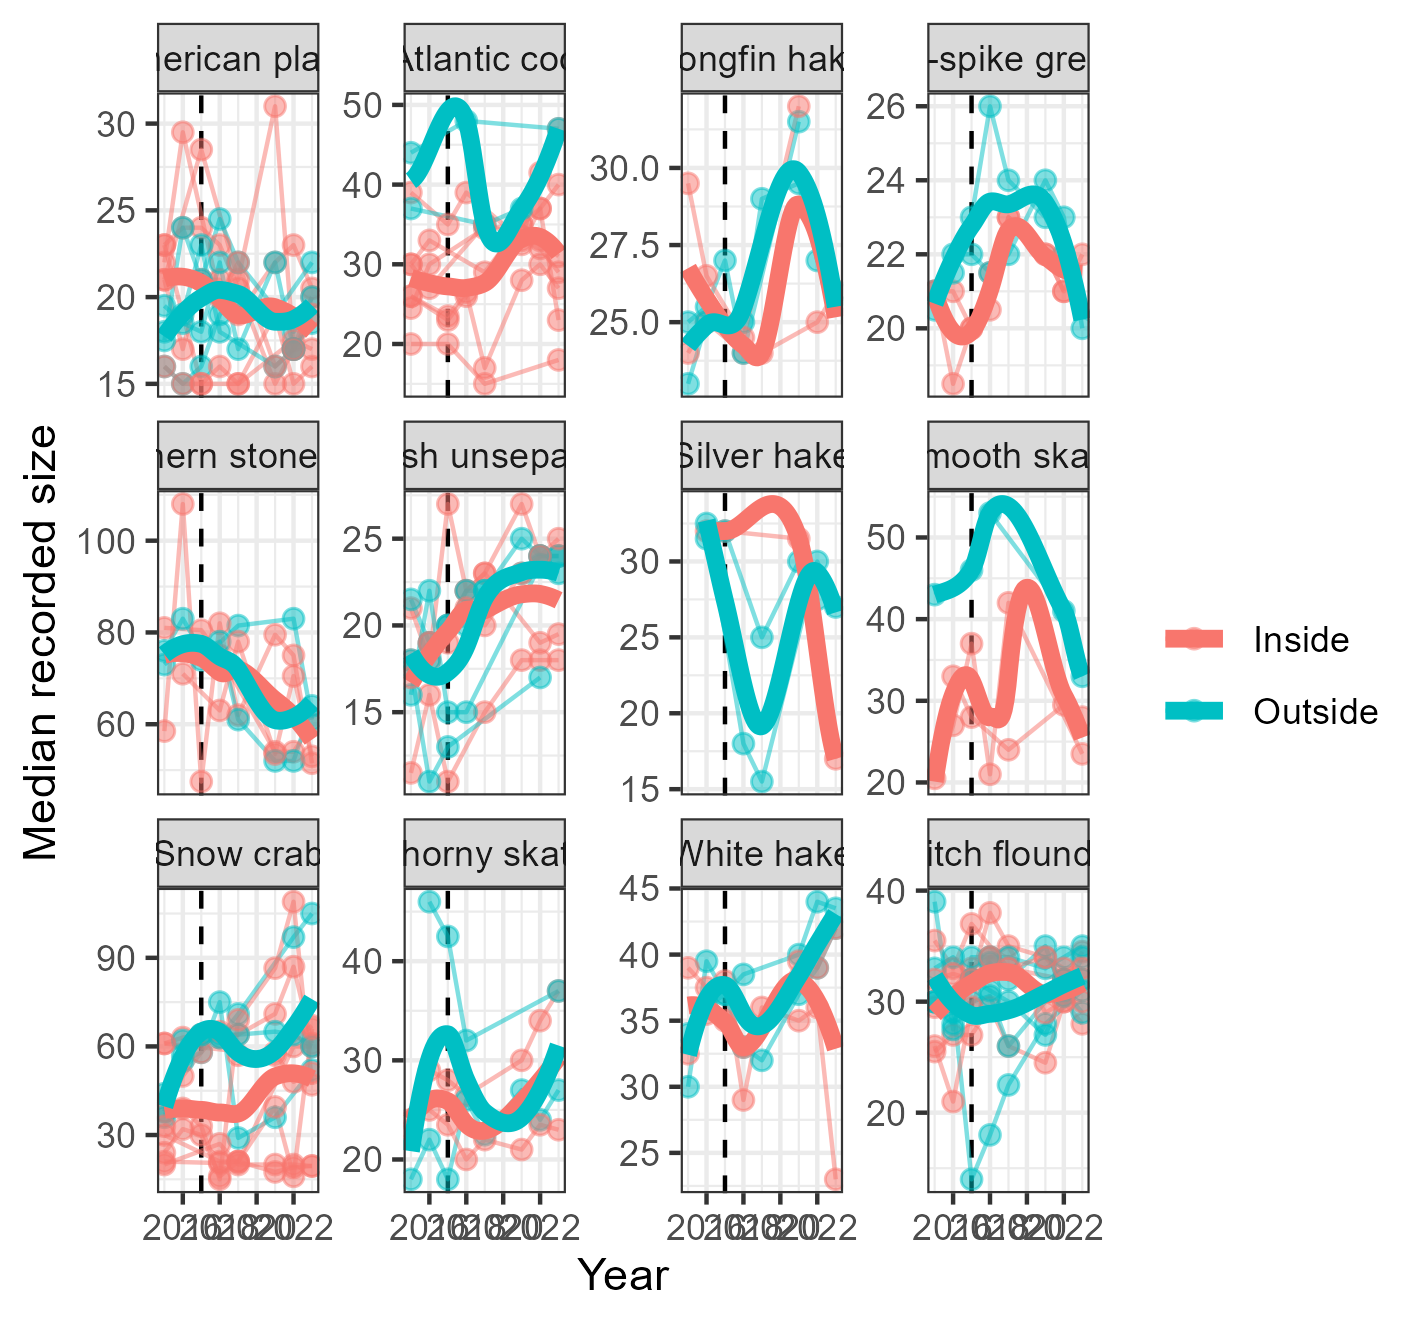 merican pla
Atlantic cod
ongfin hak
-spike gre
30
25
20
15
50
40
30
20
30.0
27.5
25.0
26
24
22
20
hern stone
sh unsepa
Silver hake
mooth ska
100
80
60
25
20
15
30
25
20
15
50
40
30
20
Snow crab
horny skat
White hake
itch flound
90
60
30
40
30
20
45
40
35
30
25
40
30
20
Year
Median recorded size
Inside
Outside